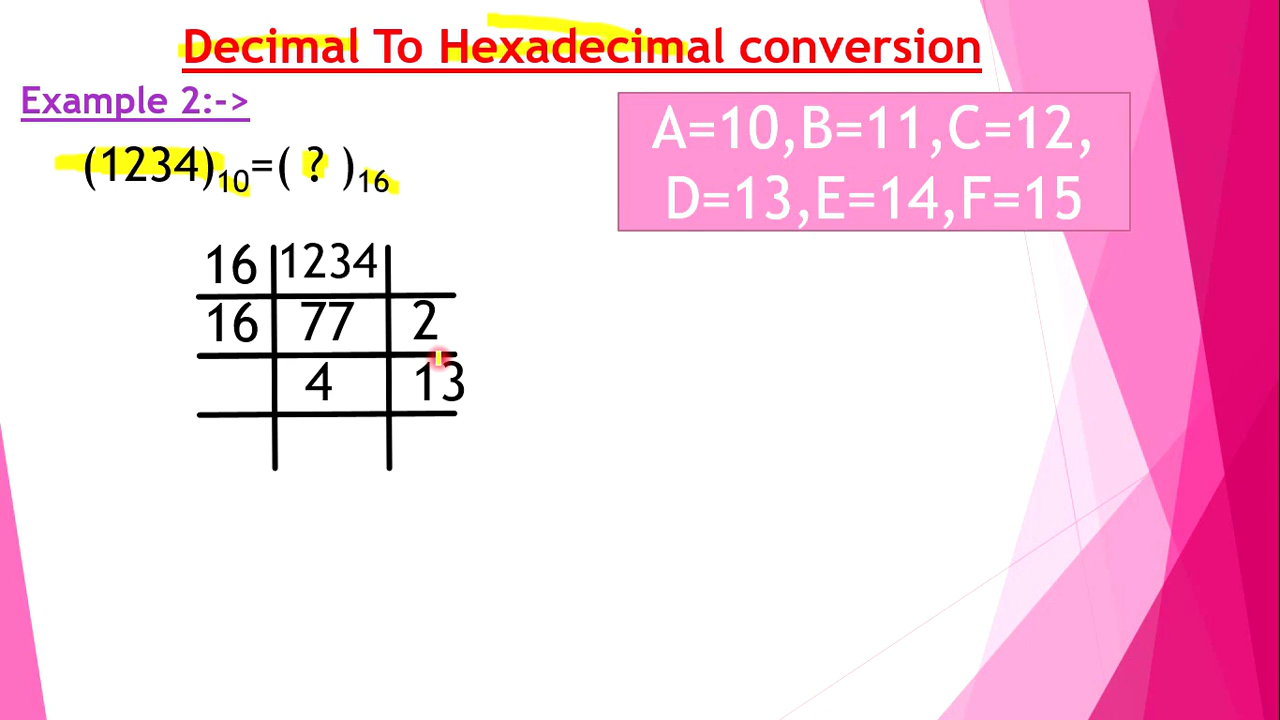 Decimal To Hexadecimal conversion
Example 2:->
A=10,B=11,C=12,
D=13,E=14,F=15
(1234)10=( ? )16
16 1234
16 77 2
4 13